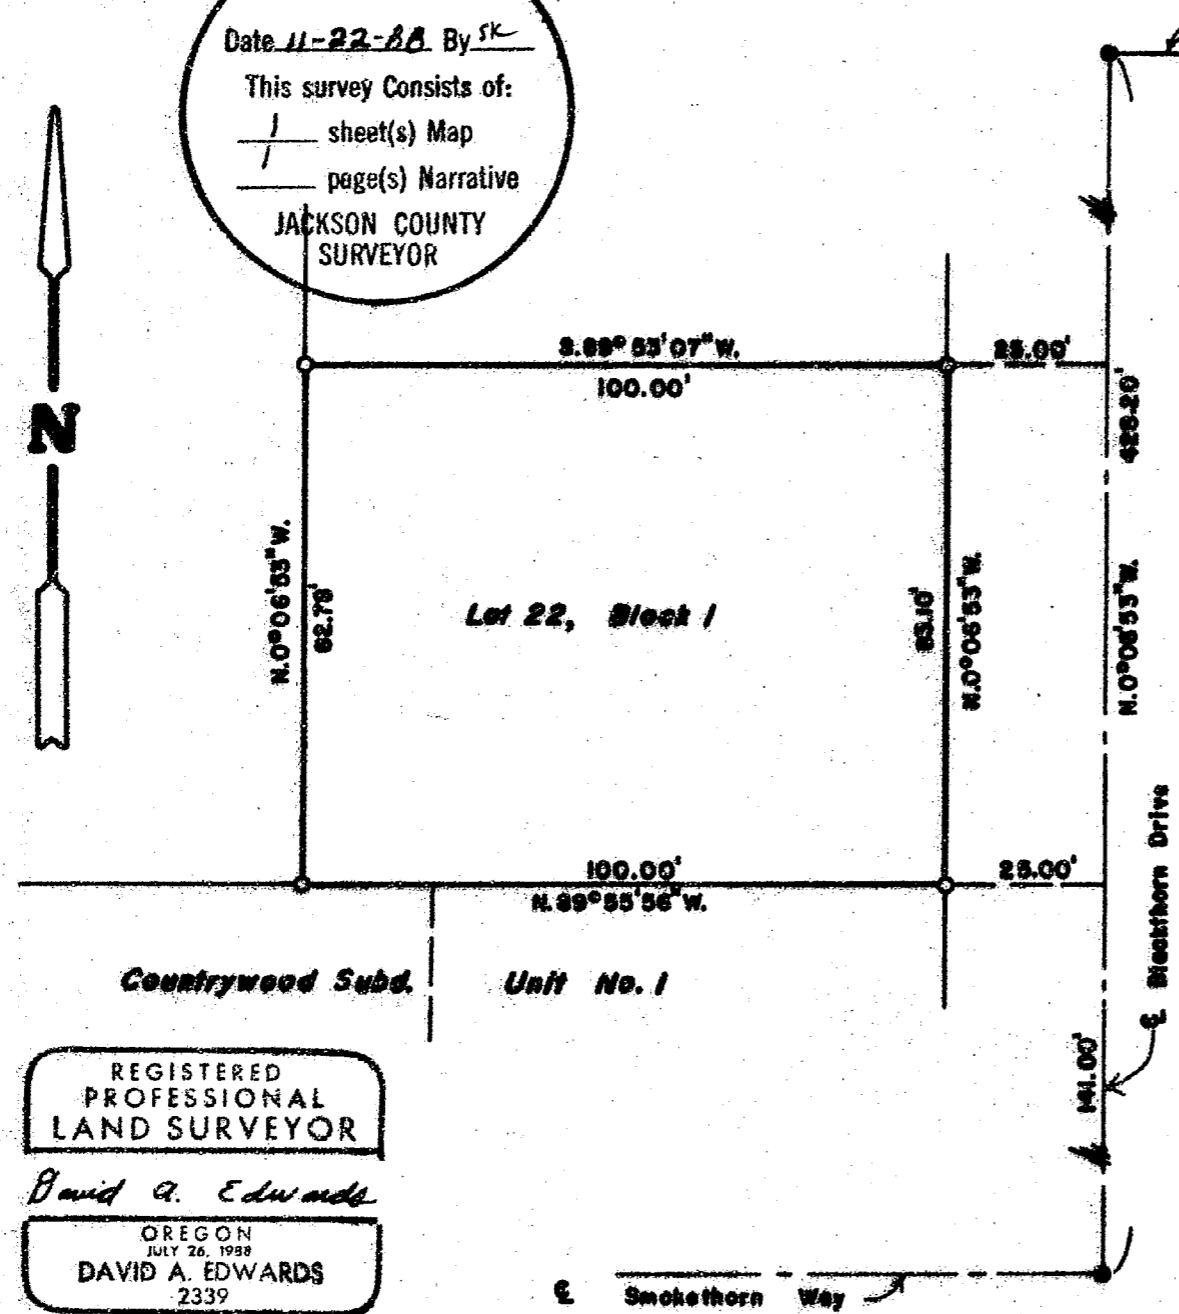 Date 11-22-88 By SK
This survey Consists of:
1 sheet(s) Map
1 page(s) Narrative
JACKSON COUNTY
SURVEYOR
N
S.89°53'07"W.
100.00'
25.00'
N.0°06'53"W.
62.78'
Lot 22, Block 1
63.10'
N.0°06'53"W.
N.0°06'53"W.
100.00'
N.89°55'56"W.
25.00'
Countrywood Subd. Unit No. 1
141.00'
℄ Blackthorn Drive
℄ Smokethorn Way
REGISTERED
PROFESSIONAL
LAND SURVEYOR
David A. Edwards
OREGON
JULY 26, 1988
DAVID A. EDWARDS
2339